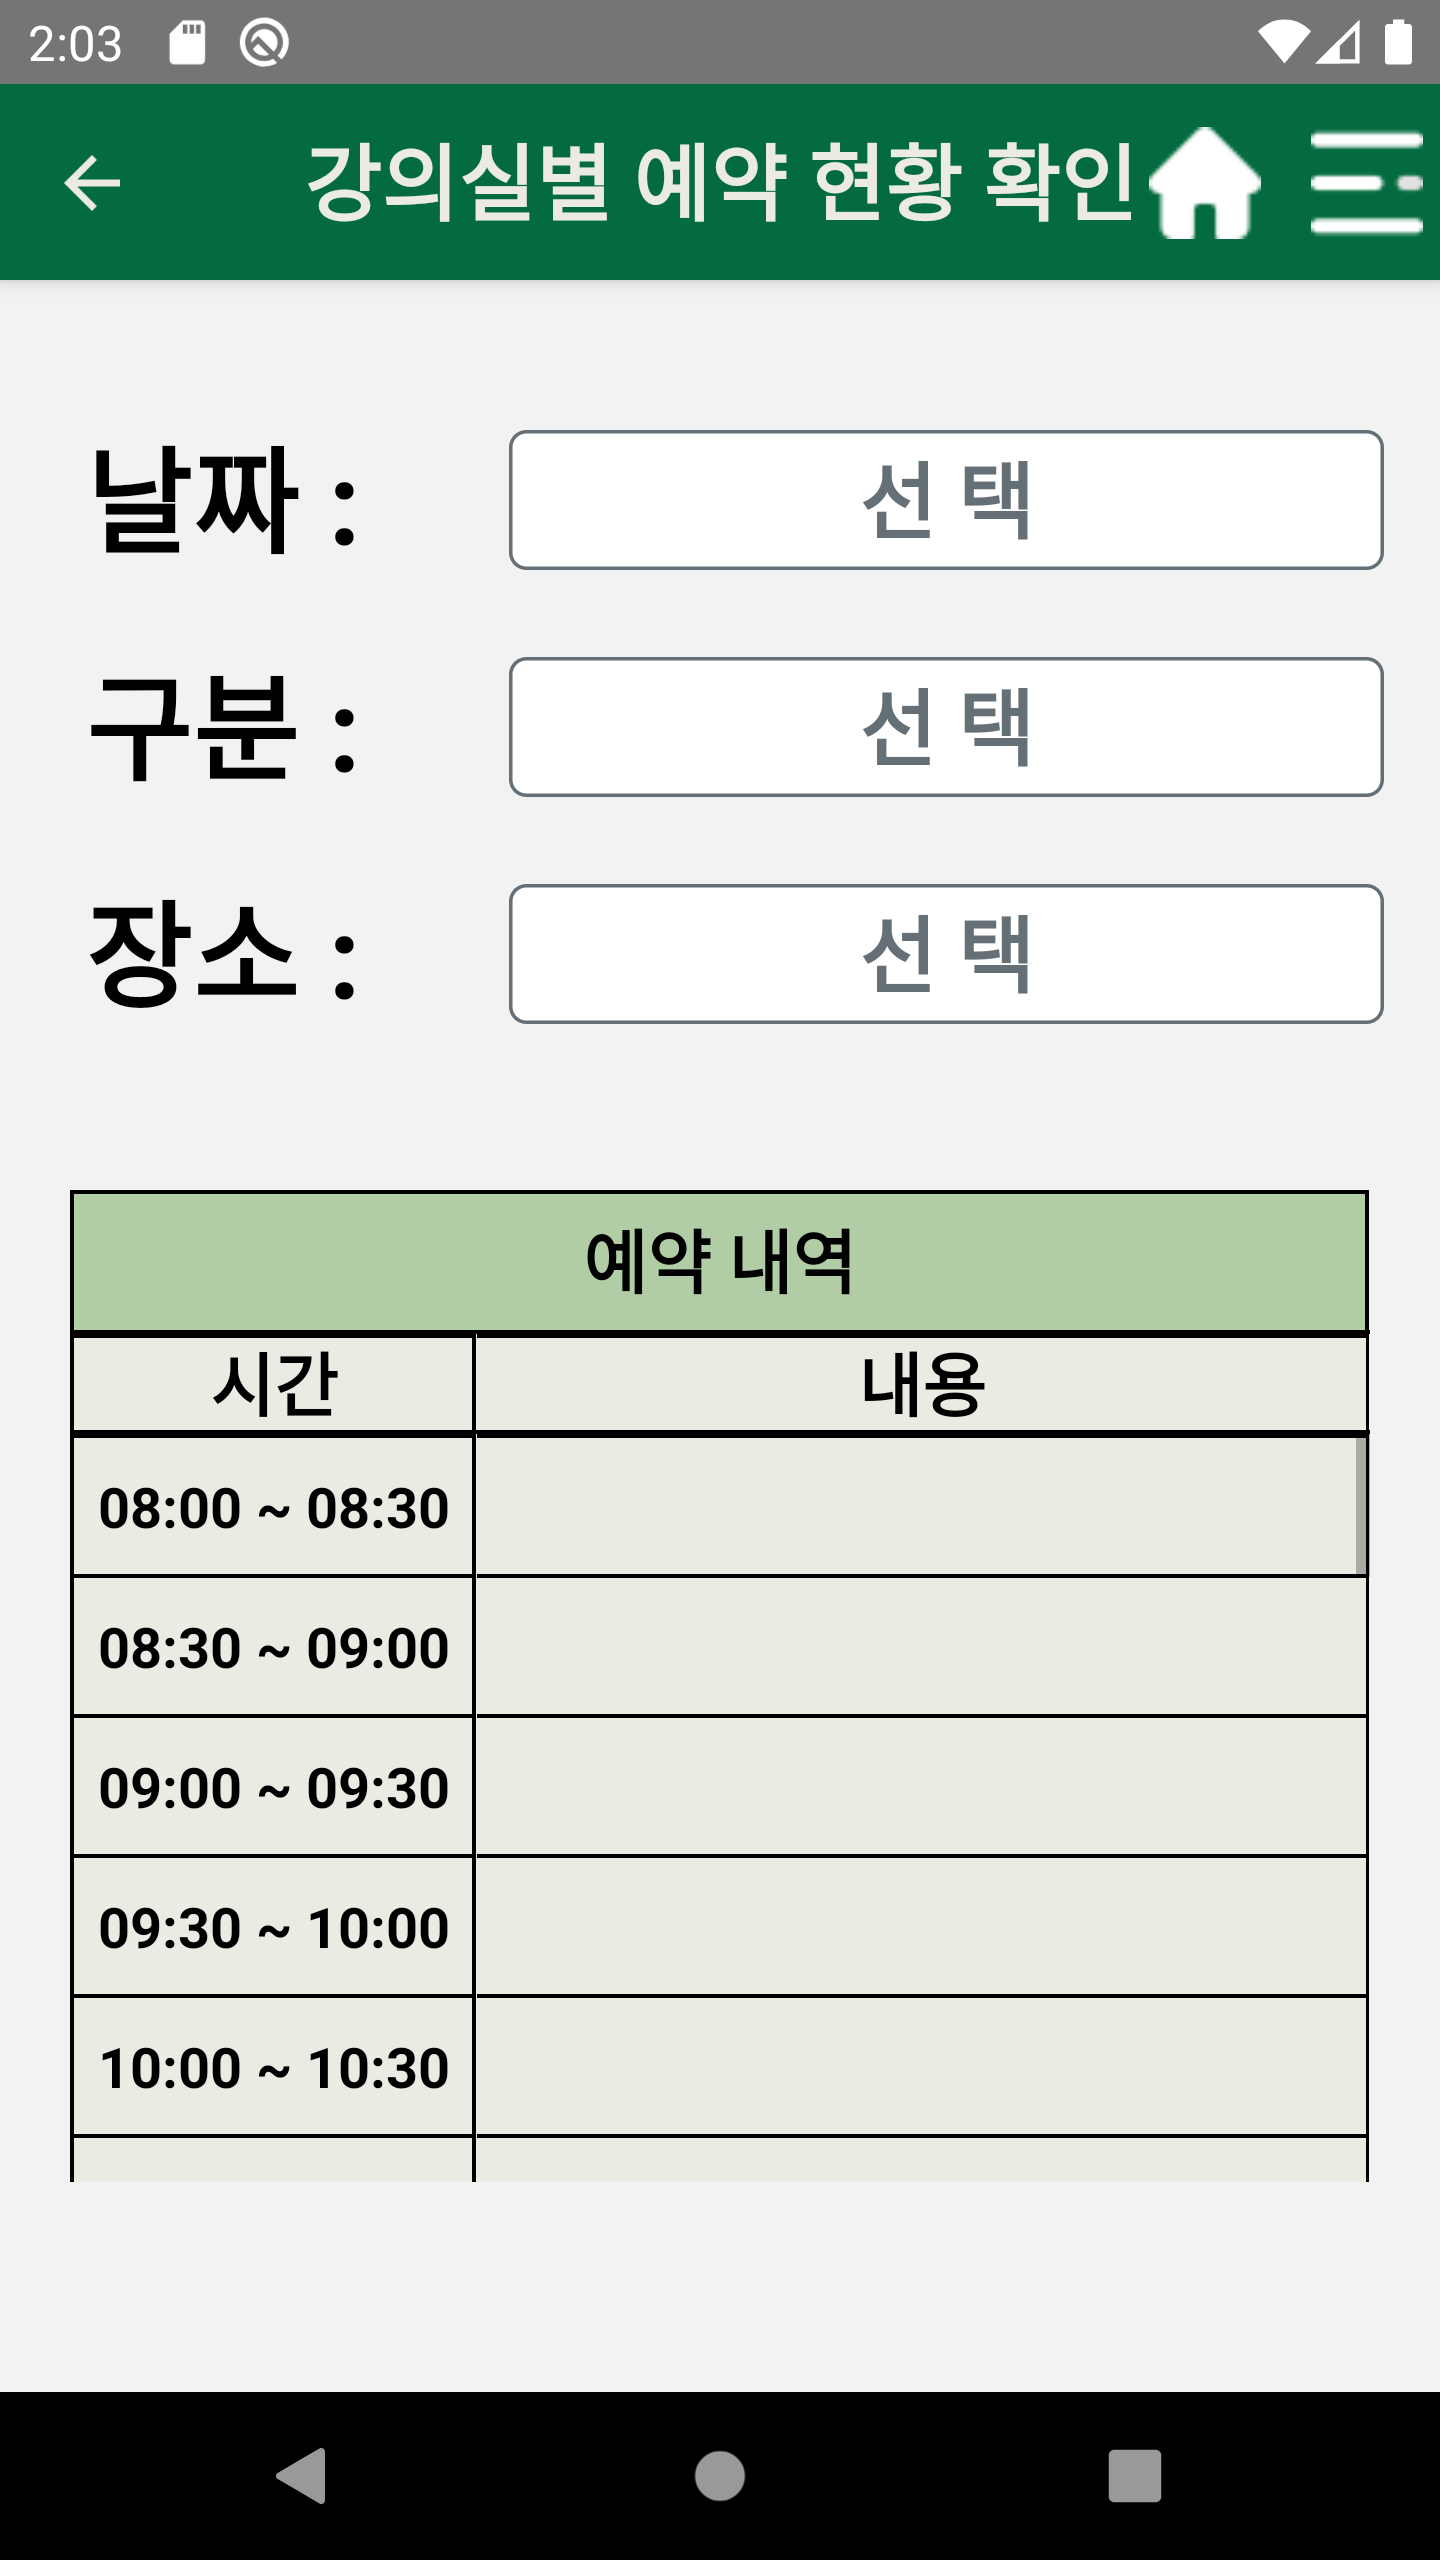 2:03
강의실별 예약 현황 확인
날짜 :
선 택
구분 :
선 택
장소 :
선 택
예약 내역
시간 내용
08:00 ~ 08:30
08:30 ~ 09:00
09:00 ~ 09:30
09:30 ~ 10:00
10:00 ~ 10:30